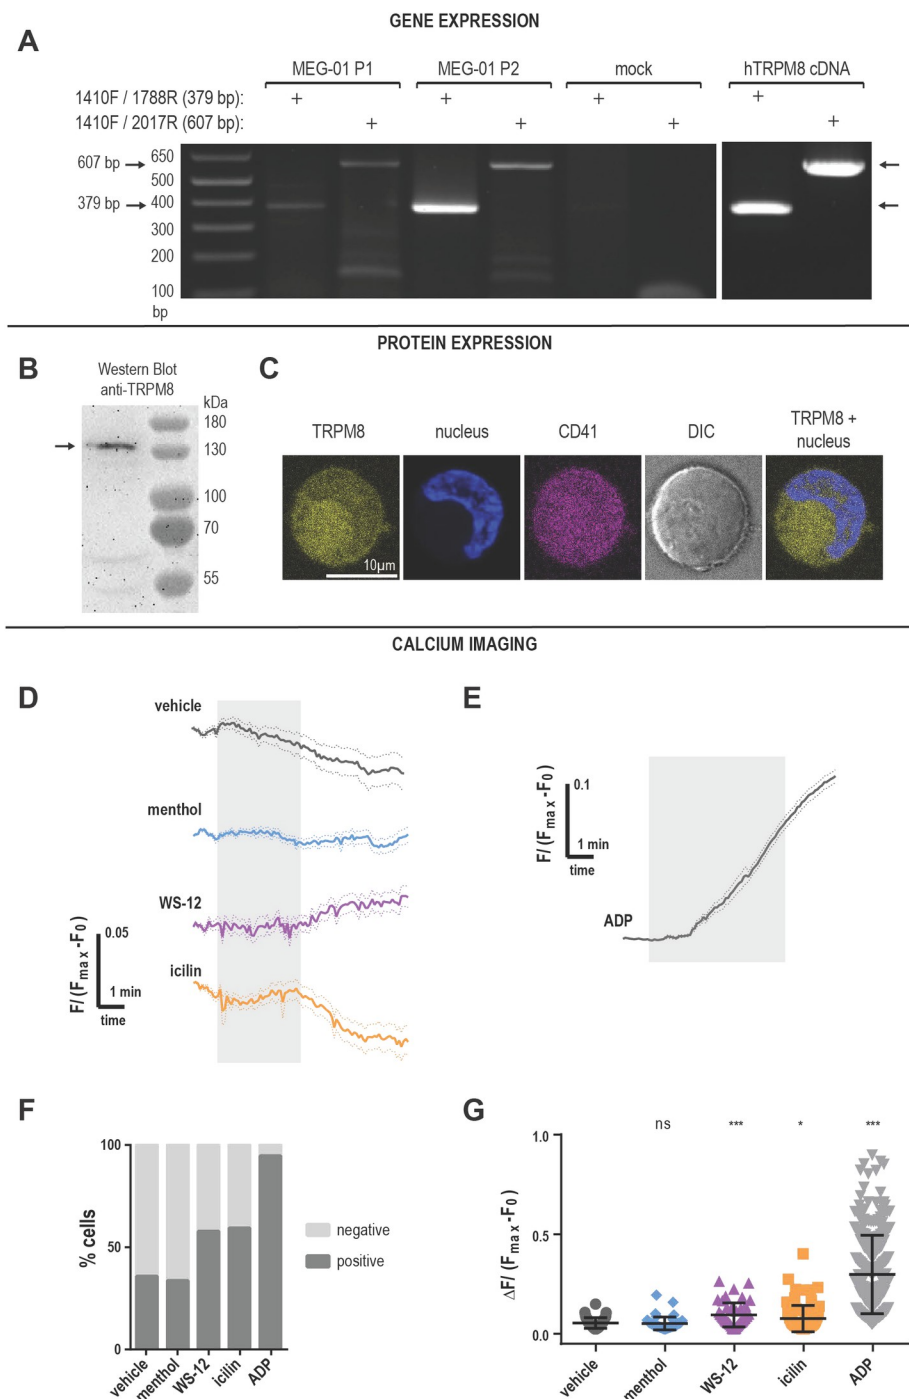 GENE EXPRESSION
A
MEG-01 P1 MEG-01 P2 mock hTRPM8 cDNA
1410F / 1788R (379 bp): + + + +
1410F / 2017R (607 bp): + + + +
607 bp 650
500
379 bp 400
300
200
100
bp
PROTEIN EXPRESSION
B
Western Blot
anti-TRPM8
kDa
180
130
100
70
55
C
TRPM8 nucleus CD41 DIC TRPM8 +
nucleus
10µm
CALCIUM IMAGING
D
vehicle
menthol
WS-12
icilin
F/ (Fmax-F0)
0.05
1 min
time
E
F/ (Fmax-F0)
0.1
1 min
time
ADP
F
% cells
100
50
0
vehicle menthol WS-12 icilin ADP
negative
positive
G
ns *** * ***
ΔF/ (Fmax-F0)
1.0
0.5
0.0
vehicle menthol WS-12 icilin ADP